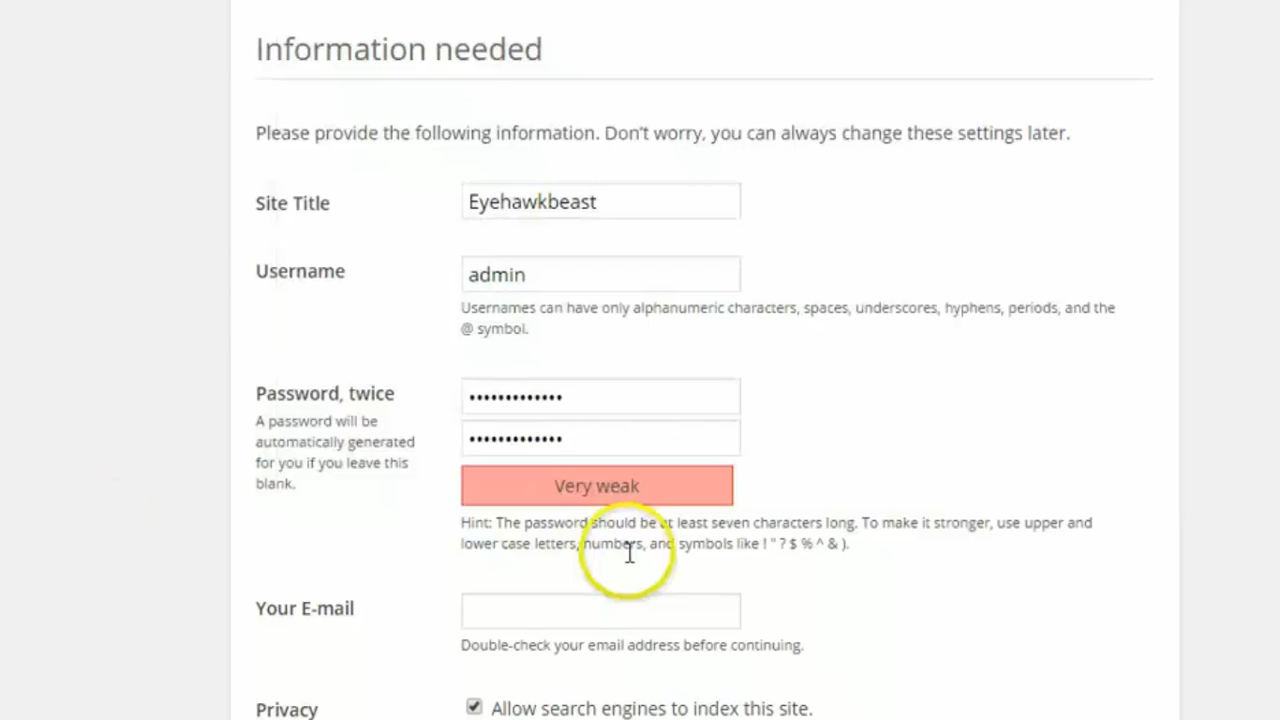 Information needed
Please provide the following information. Don't worry, you can always change these settings later.
Site Title
Eyehawkbeast
Username
admin
Usernames can have only alphanumeric characters, spaces, underscores, hyphens, periods, and the
@ symbol.
Password, twice
A password will be
automatically generated
for you if you leave this
blank.
•••••••••••••
•••••••••••••
Very weak
Hint: The password should be at least seven characters long. To make it stronger, use upper and
lower case letters, numbers, and symbols like ! " ? $ % ^ & ).
Your E-mail
Double-check your email address before continuing.
Privacy
Allow search engines to index this site.